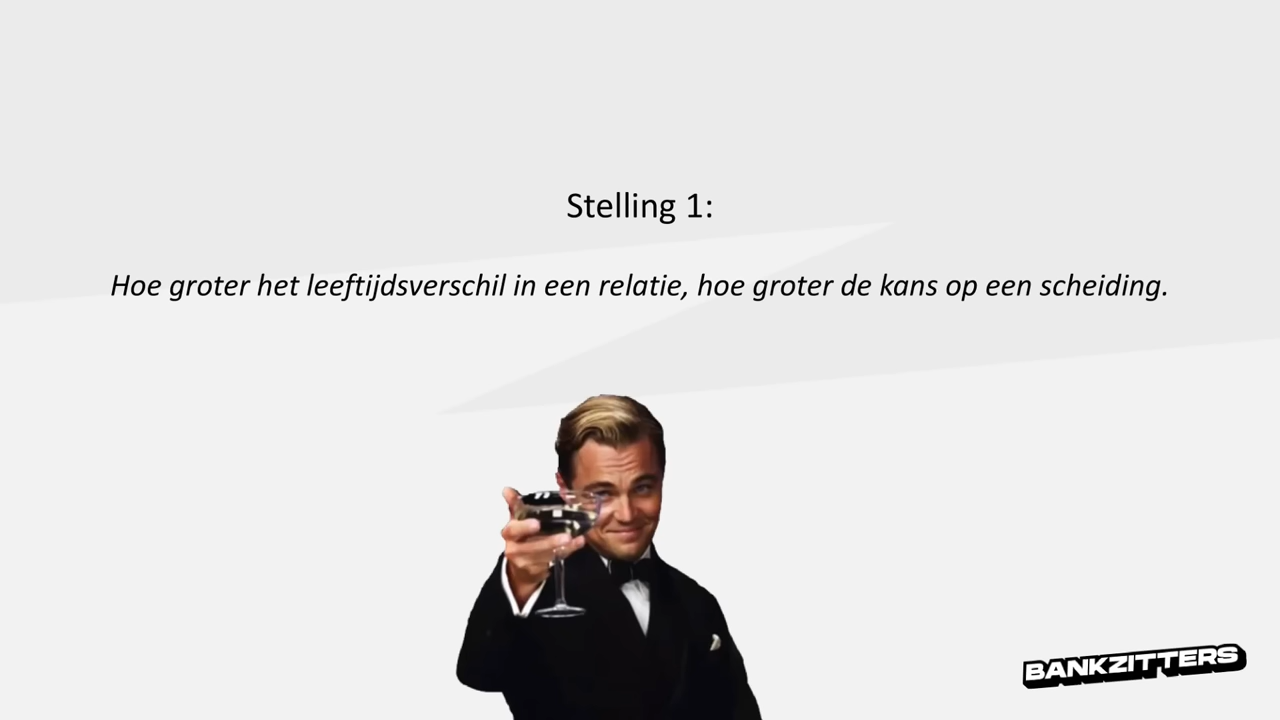 Stelling 1:
Hoe groter het leeftijdsverschil in een relatie, hoe groter de kans op een scheiding.
BANKZITTERS